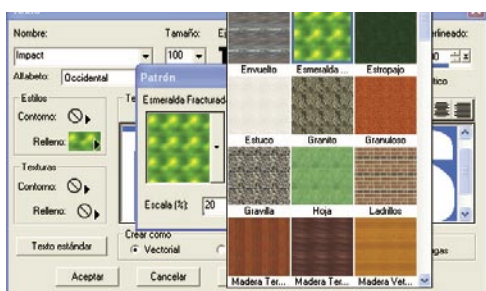 Nombre:
Tamaño:
Impact
100
Alfabeto:
Occidental
Estilos
Contorno:
Relleno:
Texturas
Contorno:
Relleno:
Texto estándar
Patrón
Esmeralda Fracturad
Escala (%):
20
Crear como
Vectorial
Aceptar
Cancelar
Envuelto
Esmeralda ...
Estropajo
Estuco
Granito
Granuloso
Gravilla
Hoja
Ladrillos
Madera Ter...
Madera Ter...
Madera Vet...